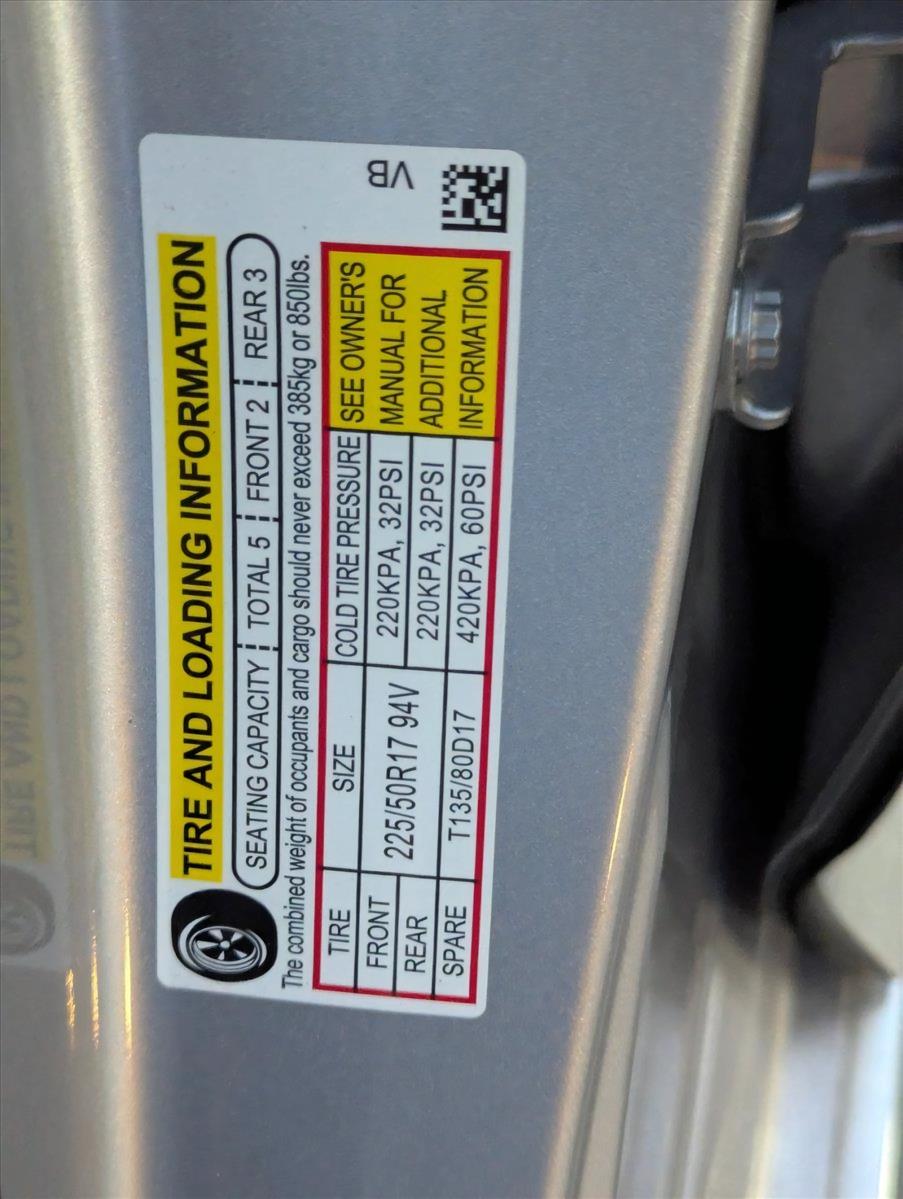 TIRE AND LOADING INFORMATION
SEATING CAPACITY TOTAL 5 FRONT 2 REAR 3
The combined weight of occupants and cargo should never exceed 385kg or 850lbs.
TIRE SIZE COLD TIRE PRESSURE SEE OWNER'S MANUAL FOR ADDITIONAL INFORMATION
FRONT 225/50R17 94V 220KPA, 32PSI
REAR 220KPA, 32PSI
SPARE T135/80D17 420KPA, 60PSI
VB